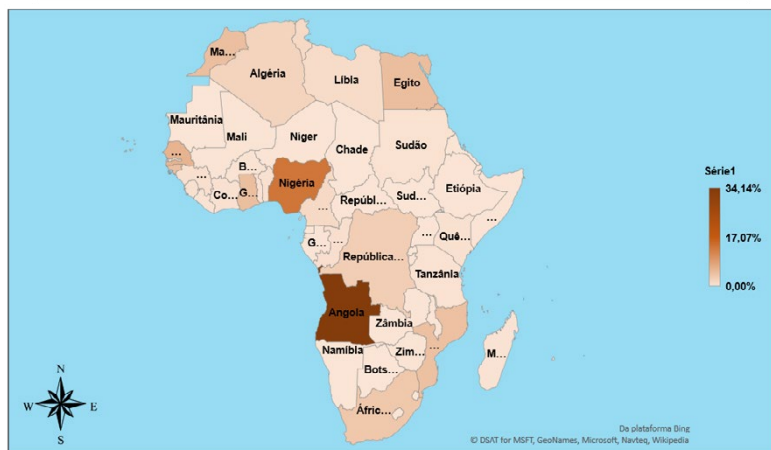 Ma...
Algéria
Líbia
Egito
Mauritânia
Mali
Níger
Chade
Sudão
...
...
B...
Co...
G...
Nigéria
...
Repúbl...
Sud...
Etiópia
...
G...
...
República...
...
Quê...
Tanzânia
Angola
Zâmbia
...
Namíbia
Zim...
M...
Bots...
Áfric...
Série1
34,14%
17,07%
0,00%
N
W
E
S
Da plataforma Bing
© DSAT for MSFT, GeoNames, Microsoft, Navteq, Wikipedia